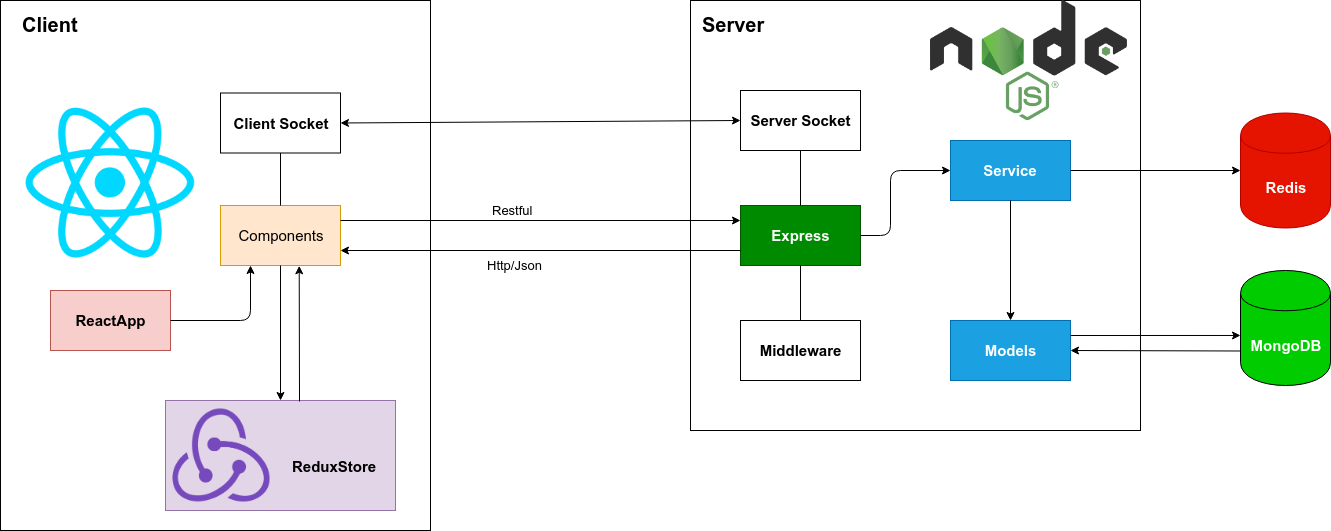 Client
Server
node
JS
®
Client Socket
Server Socket
Service
Redis
Restful
Components
Express
Http/Json
ReactApp
Middleware
Models
MongoDB
ReduxStore